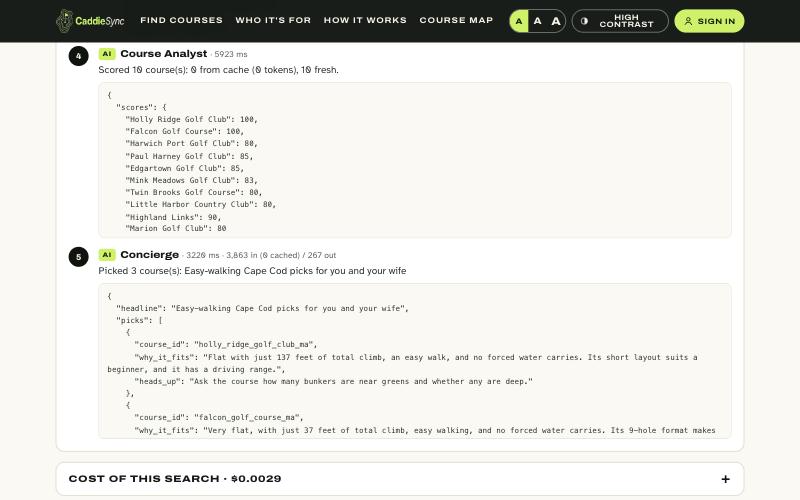 CaddieSync
FIND COURSES
WHO IT'S FOR
HOW IT WORKS
COURSE MAP
A A A
HIGH CONTRAST
SIGN IN
4
AI Course Analyst · 5923 ms
Scored 10 course(s): 0 from cache (0 tokens), 10 fresh.
{
"scores": {
"Holly Ridge Golf Club": 100,
"Falcon Golf Course": 100,
"Harwich Port Golf Club": 80,
"Paul Harney Golf Club": 85,
"Edgartown Golf Club": 85,
"Mink Meadows Golf Club": 83,
"Twin Brooks Golf Course": 80,
"Little Harbor Country Club": 80,
"Highland Links": 90,
"Marion Golf Club": 80
5
AI Concierge · 3220 ms · 3,863 in (0 cached) / 267 out
Picked 3 course(s): Easy-walking Cape Cod picks for you and your wife
{
"headline": "Easy-walking Cape Cod picks for you and your wife",
"picks": [
{
"course_id": "holly_ridge_golf_club_ma",
"why_it_fits": "Flat with just 137 feet of total climb, an easy walk, and no forced water carries. Its short layout suits a
beginner, and it has a driving range.",
"heads_up": "Ask the course how many bunkers are near greens and whether any are deep."
},
{
"course_id": "falcon_golf_course_ma",
"why_it_fits": "Very flat, with just 37 feet of total climb, easy walking, and no forced water carries. Its 9-hole format makes
COST OF THIS SEARCH · $0.0029
+